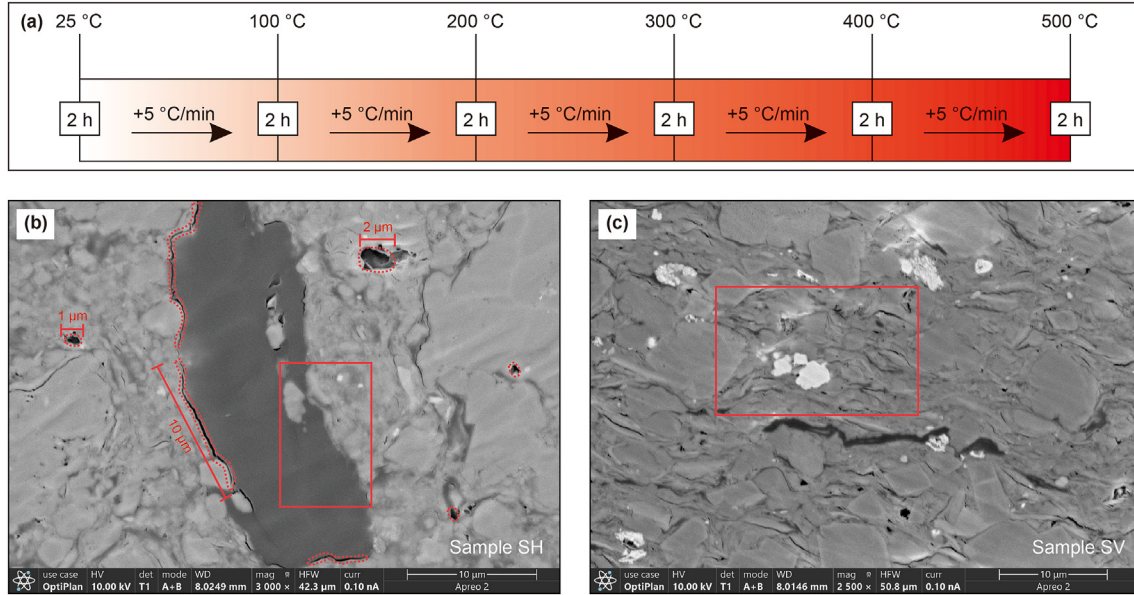 (a) 25 °C 100 °C 200 °C 300 °C 400 °C 500 °C
2 h +5 °C/min 2 h +5 °C/min 2 h +5 °C/min 2 h +5 °C/min 2 h +5 °C/min 2 h
(b)
2 μm
1 μm
10 μm
Sample SH
use case HV det mode WD mag HFW curr
OptiPlan 10.00 kV T1 A+B 8.0249 mm 3 000 × 42.3 μm 0.10 nA
10 μm
Apreo 2
(c)
Sample SV
use case HV det mode WD mag HFW curr
OptiPlan 10.00 kV T1 A+B 8.0146 mm 2 500 × 50.8 μm 0.10 nA
10 μm
Apreo 2